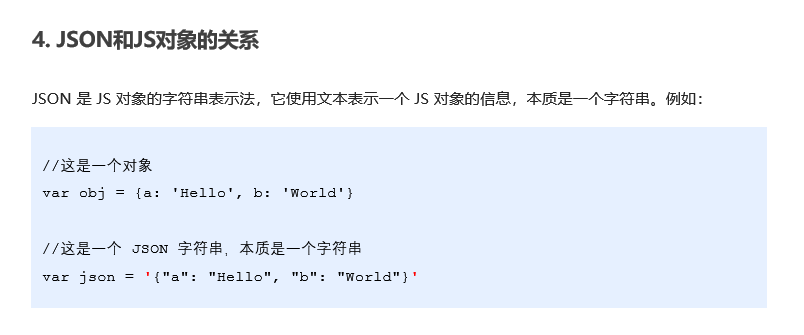 4. JSON和JS对象的关系
JSON 是 JS 对象的字符串表示法，它使用文本表示一个 JS 对象的信息，本质是一个字符串。例如：
//这是一个对象
var obj = {a: 'Hello', b: 'World'}
//这是一个 JSON 字符串，本质是一个字符串
var json = '{"a": "Hello", "b": "World"}'